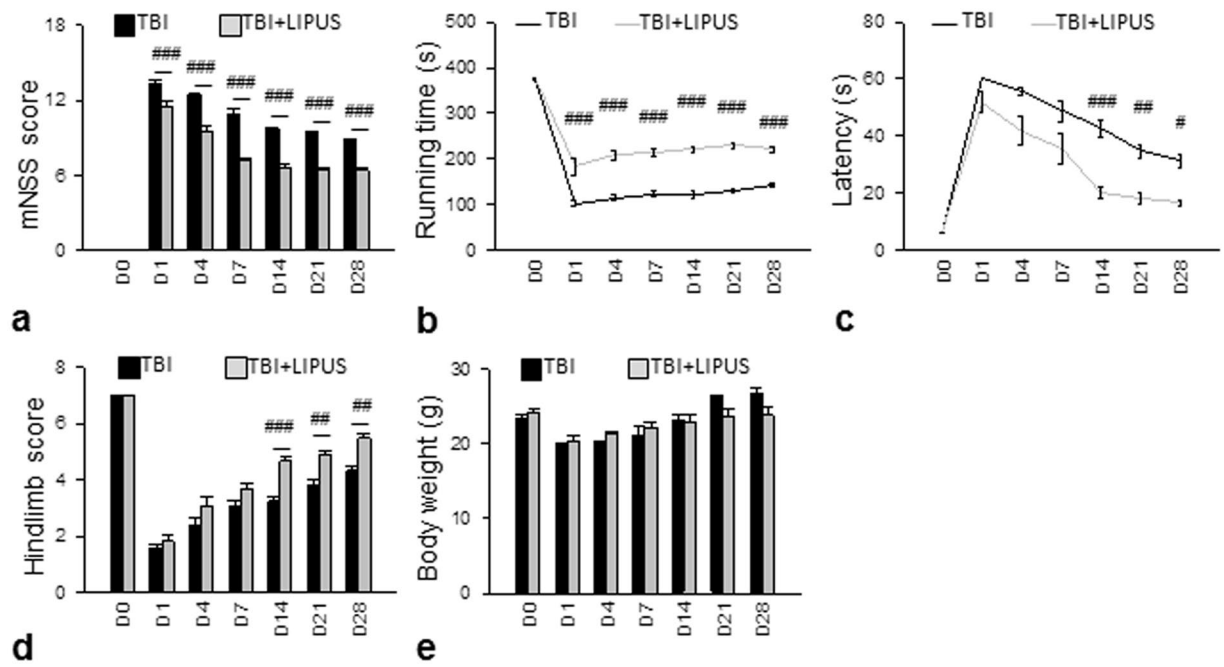 TBI TBI+LIPUS
mNSS score
18
12
6
0
### ### ### ### ### ###
D0 D1 D4 D7 D14 D21 D28
a
TBI TBI+LIPUS
Running time (s)
500
400
300
200
100
0
### ### ### ### ### ###
D0 D1 D4 D7 D14 D21 D28
b
TBI TBI+LIPUS
Latency (s)
80
60
40
20
0
### ## #
D0 D1 D4 D7 D14 D21 D28
c
TBI TBI+LIPUS
Hindlimb score
8
6
4
2
0
### ## ##
D0 D1 D4 D7 D14 D21 D28
d
TBI TBI+LIPUS
Body weight (g)
30
20
10
0
D0 D1 D4 D7 D14 D21 D28
e